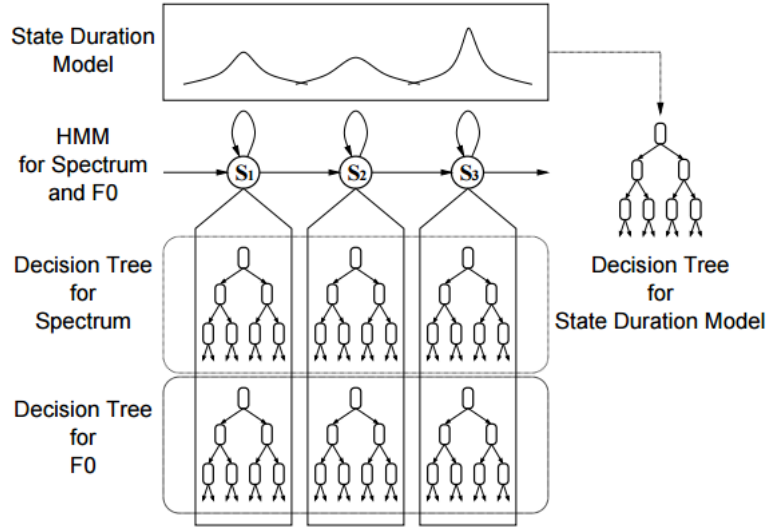 State Duration
Model
HMM
for Spectrum
and F0
S1
S2
S3
Decision Tree
for
Spectrum
Decision Tree
for
State Duration Model
Decision Tree
for
F0